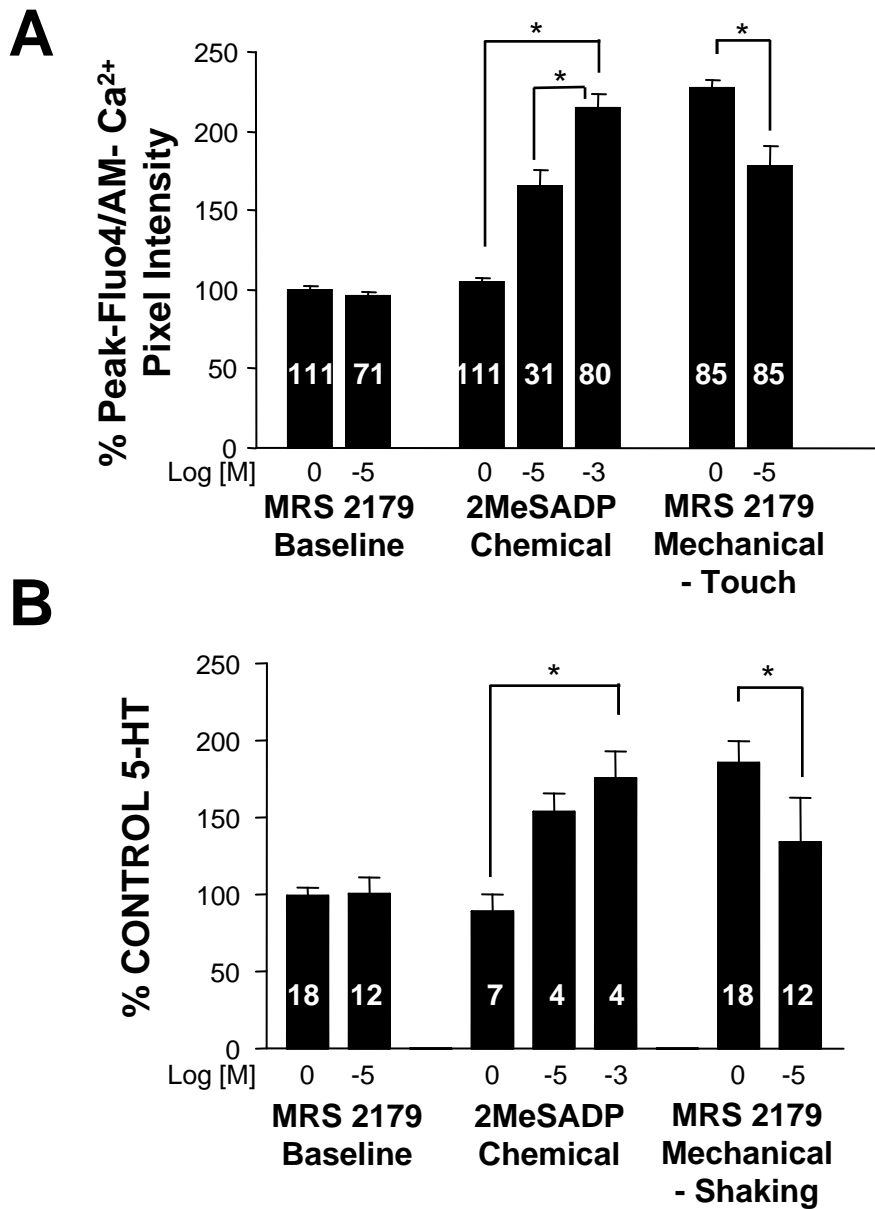 A
% Peak-Fluo4/AM- Ca2+
Pixel Intensity
250
200
150
100
50
0
*
*
*
111 71 111 31 80 85 85
Log [M] 0 -5 0 -5 -3 0 -5
MRS 2179
Baseline
2MeSADP
Chemical
MRS 2179
Mechanical
- Touch
B
% CONTROL 5-HT
250
200
150
100
50
0
*
*
18 12 7 4 4 18 12
Log [M] 0 -5 0 -5 -3 0 -5
MRS 2179
Baseline
2MeSADP
Chemical
MRS 2179
Mechanical
- Shaking